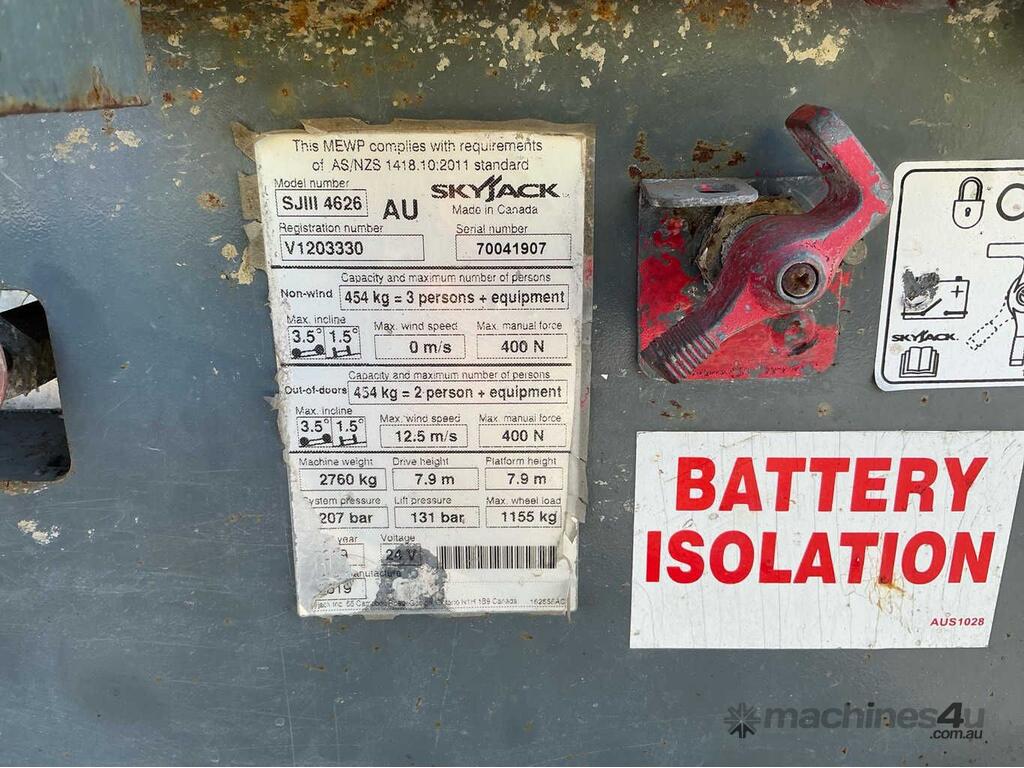 This MEWP complies with requirements
of AS/NZS 1418.10:2011 standard
Model number
SJIII 4626
AU
SKYJACK
Made in Canada
Registration number
Serial number
V1203330
70041907
Capacity and maximum number of persons
Non-wind
454 kg = 3 persons + equipment
Max. incline
Max. wind speed
Max. manual force
3.5° 1.5°
0 m/s
400 N
Capacity and maximum number of persons
Out-of-doors
454 kg = 2 person + equipment
Max. incline
Max. wind speed
Max. manual force
3.5° 1.5°
12.5 m/s
400 N
Machine weight
Drive height
Platform height
2760 kg
7.9 m
7.9 m
System pressure
Lift pressure
Max. wheel load
207 bar
131 bar
1155 kg
year
Voltage
24 V
N1H 1B9 Canada
SKYJACK
BATTERY
ISOLATION
AUS1028
machines4u
.com.au